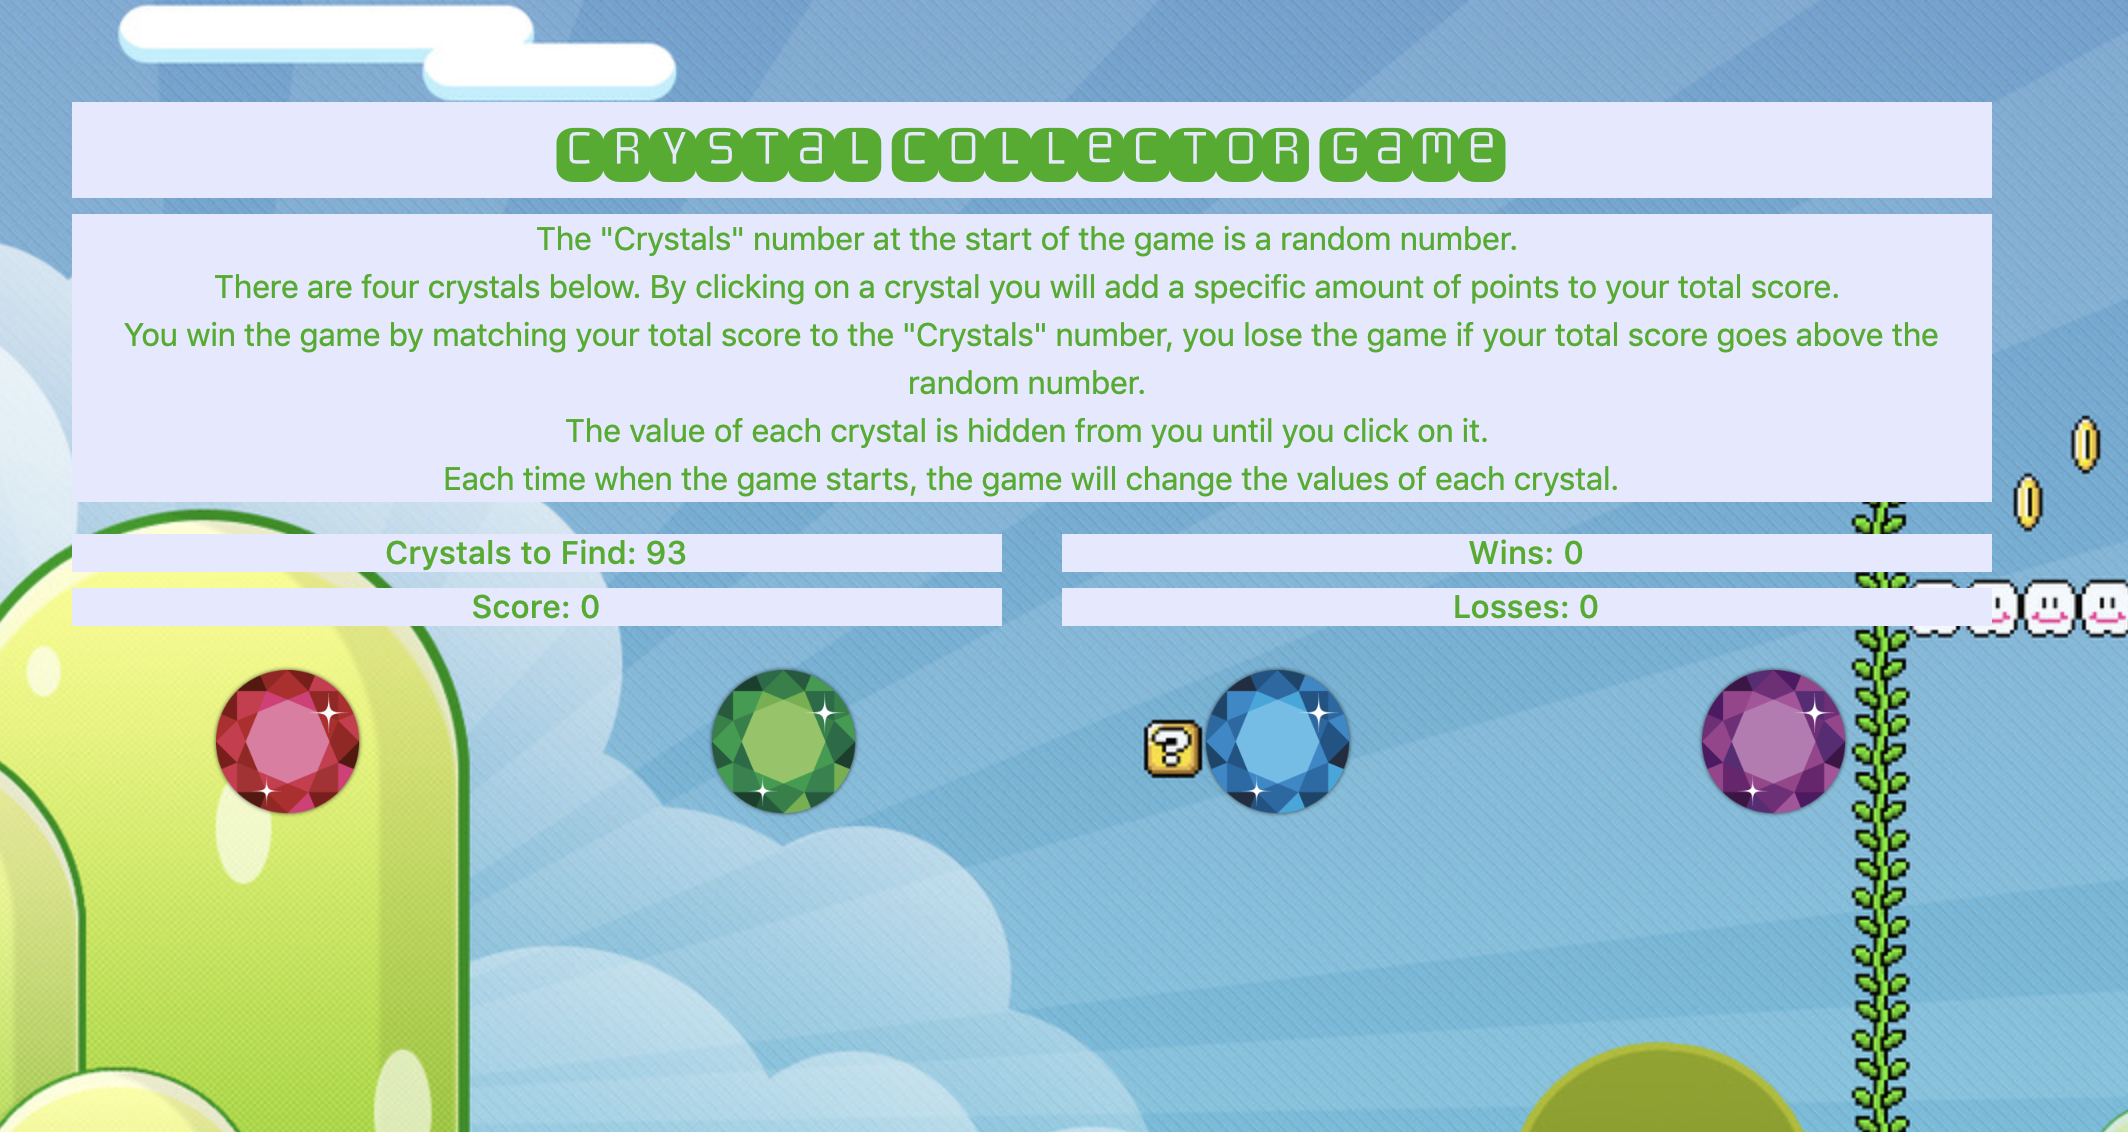 CRYSTaL COLLeCTOR Game
The "Crystals" number at the start of the game is a random number.
There are four crystals below. By clicking on a crystal you will add a specific amount of points to your total score.
You win the game by matching your total score to the "Crystals" number, you lose the game if your total score goes above the
random number.
The value of each crystal is hidden from you until you click on it.
Each time when the game starts, the game will change the values of each crystal.
Crystals to Find: 93
Wins: 0
Score: 0
Losses: 0
?